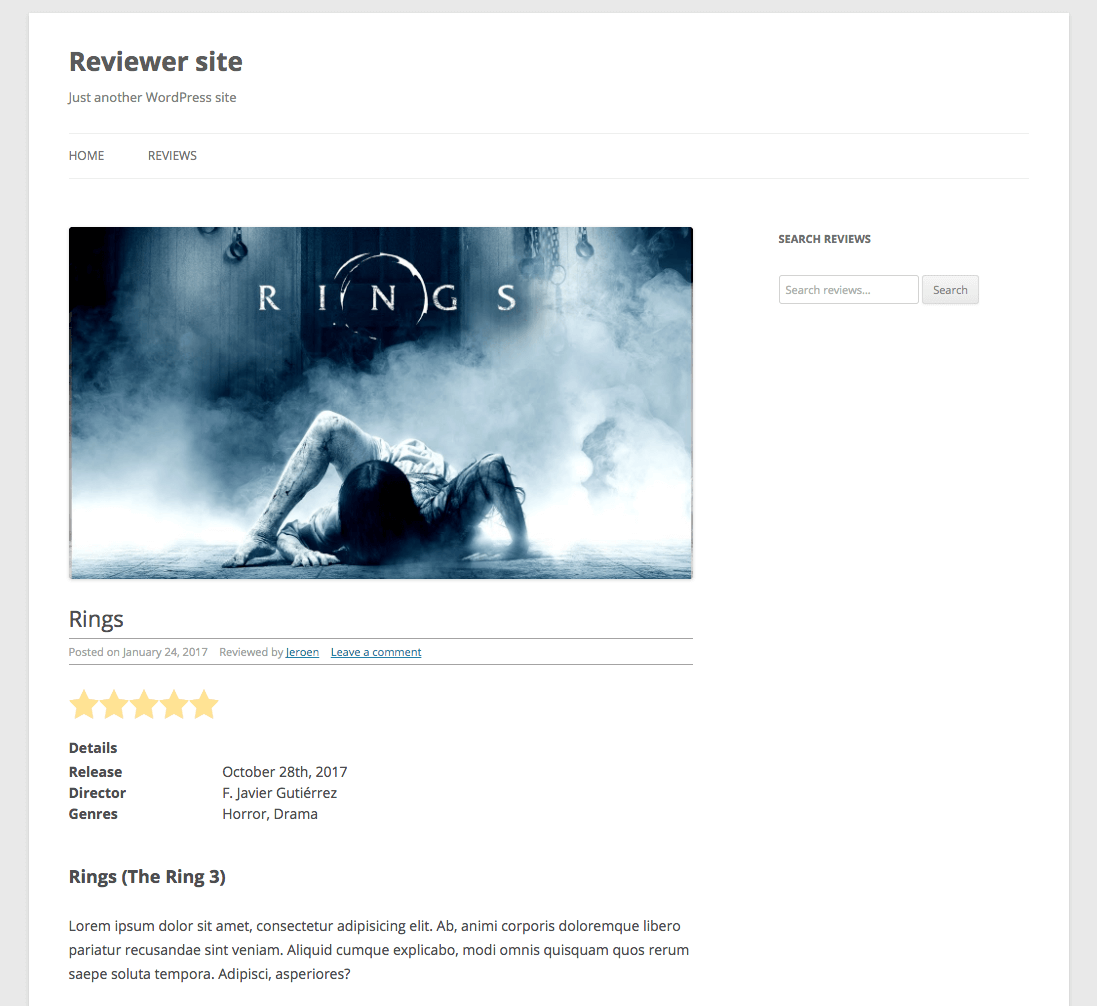 Reviewer site
Just another WordPress site
HOME REVIEWS
RINGS
SEARCH REVIEWS
Search reviews... Search
Rings
Posted on January 24, 2017 Reviewed by Jeroen Leave a comment
Details
Release October 28th, 2017
Director F. Javier Gutiérrez
Genres Horror, Drama
Rings (The Ring 3)
Lorem ipsum dolor sit amet, consectetur adipisicing elit. Ab, animi corporis doloremque libero
pariatur recusandae sint veniam. Aliquid cumque explicabo, modi omnis quisquam quos rerum
saepe soluta tempora. Adipisci, asperiores?